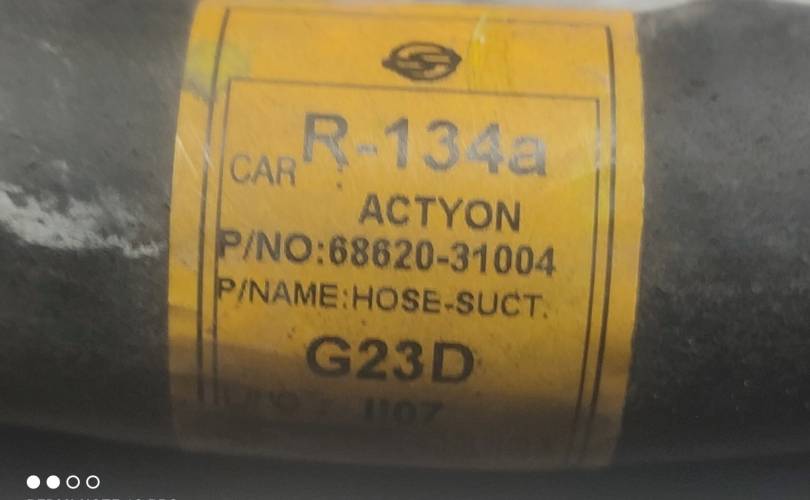 R-134a
CAR :
ACTYON
P/NO:68620-31004
P/NAME:HOSE-SUCT.
G23D